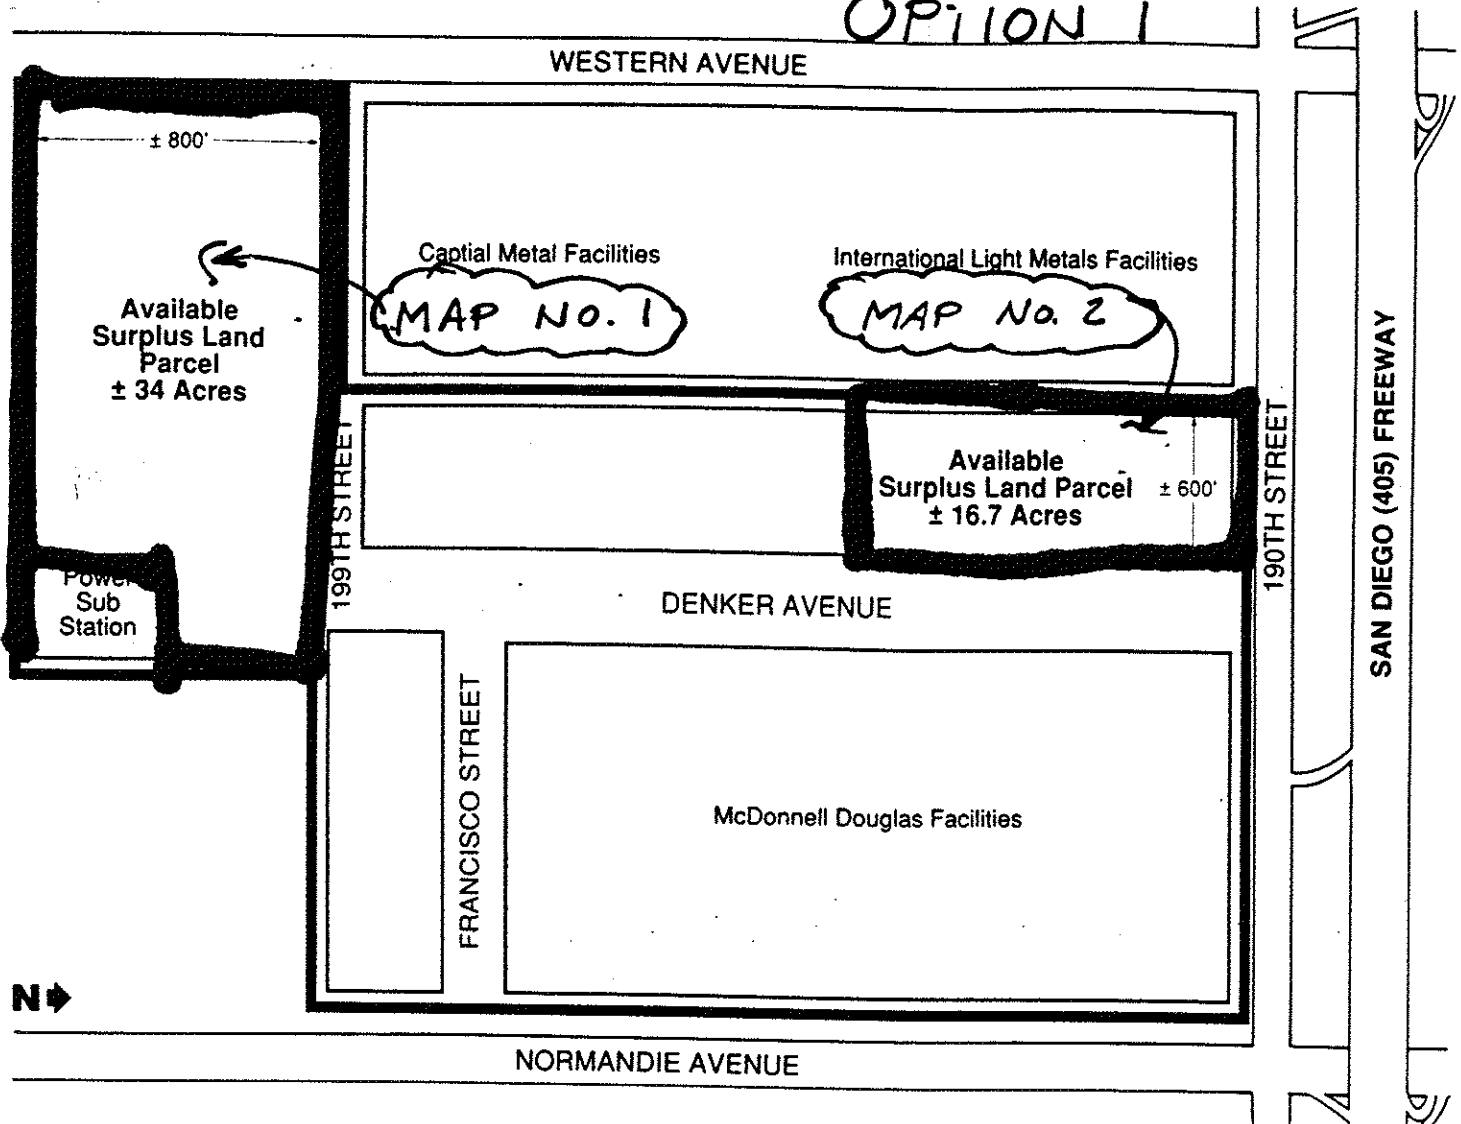 OPTION 1
WESTERN AVENUE
± 800'
Captial Metal Facilities
International Light Metals Facilities
MAP NO. 1
MAP No. 2
Available
Surplus Land
Parcel
± 34 Acres
199TH STREET
Available
Surplus Land Parcel
± 16.7 Acres
± 600'
190TH STREET
SAN DIEGO (405) FREEWAY
Power
Sub
Station
DENKER AVENUE
FRANCISCO STREET
McDonnell Douglas Facilities
N
NORMANDIE AVENUE